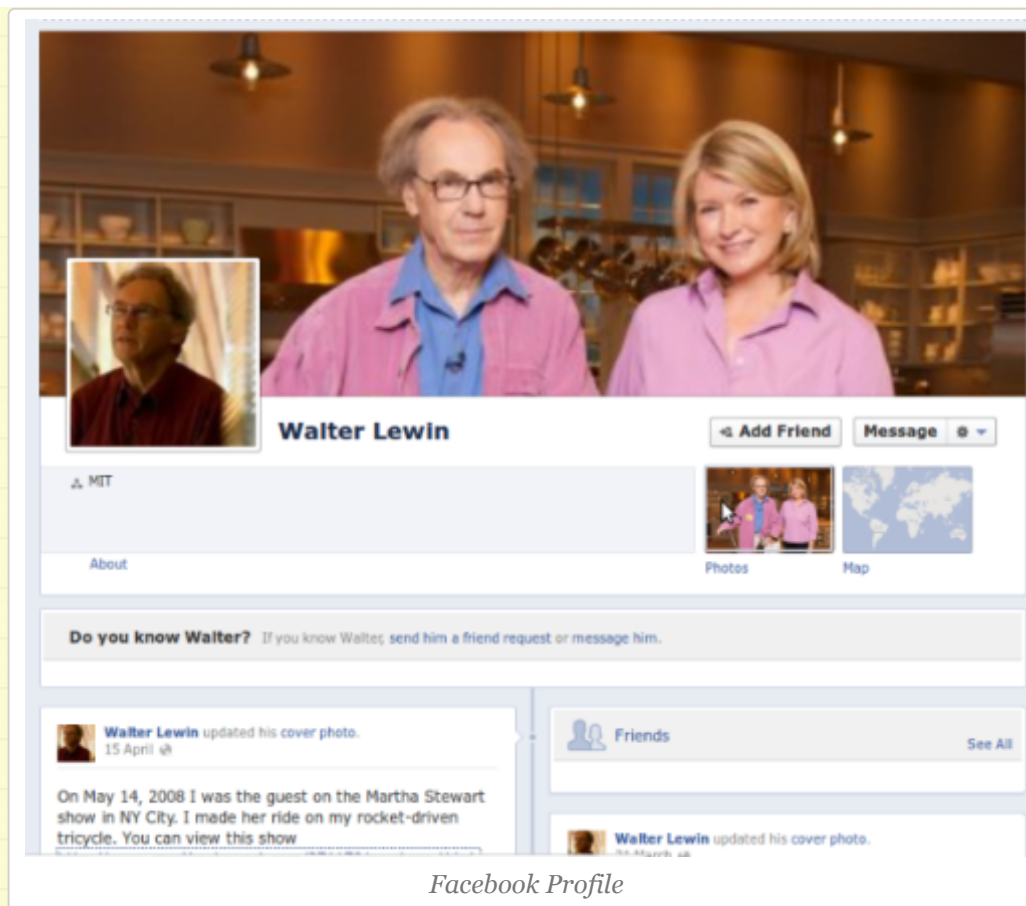 Walter Lewin
Add Friend
Message
MIT
About
Photos
Map
Do you know Walter? If you know Walter, send him a friend request or message him.
Walter Lewin updated his cover photo.
15 April
On May 14, 2008 I was the guest on the Martha Stewart
show in NY City. I made her ride on my rocket-driven
tricycle. You can view this show
Friends
See All
Walter Lewin updated his cover photo.
Facebook Profile